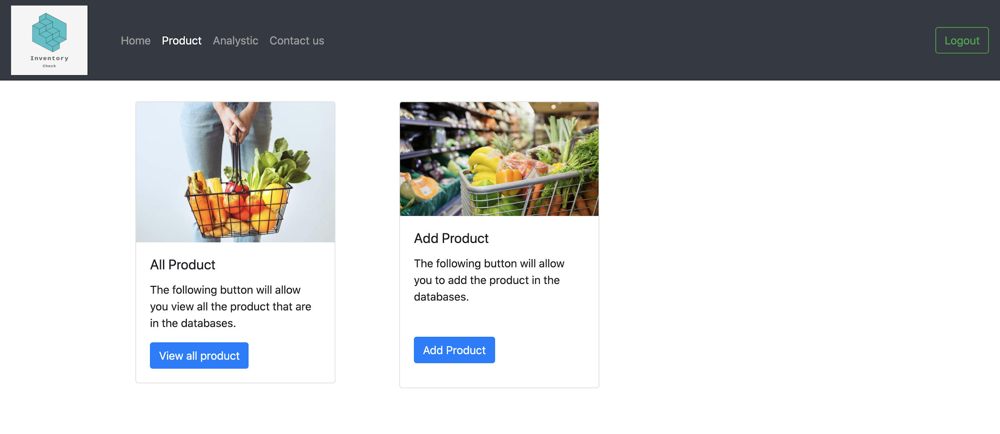 Inventory
Check
Home Product Analystic Contact us
Logout
All Product
The following button will allow
you view all the product that are
in the databases.
View all product
Add Product
The following button will allow
you to add the product in the
databases.
Add Product